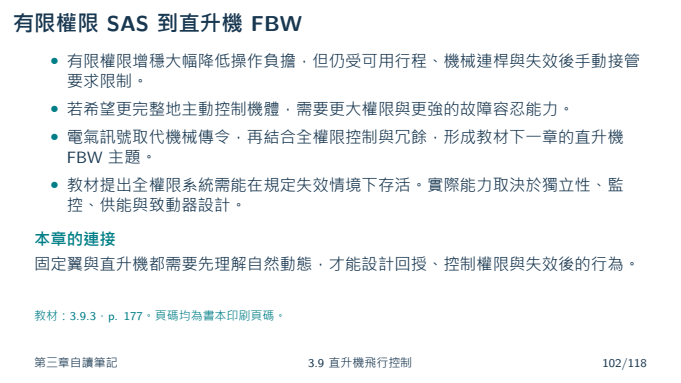 有限權限 SAS 到直升機 FBW
• 有限權限增穩大幅降低操作負擔，但仍受可用行程、機械連桿與失效後手動接管
要求限制。
• 若希望更完整地主動控制機體，需要更大權限與更強的故障容忍能力。
• 電氣訊號取代機械傳令，再結合全權限控制與冗餘，形成教材下一章的直升機
FBW 主題。
• 教材提出全權限系統需能在規定失效情境下存活。實際能力取決於獨立性、監
控、供能與致動器設計。
本章的連接
固定翼與直升機都需要先理解自然動態，才能設計回授、控制權限與失效後的行為。
教材：3.9.3，p. 177。頁碼均為書本印刷頁碼。
第三章自讀筆記 3.9 直升機飛行控制 102/118